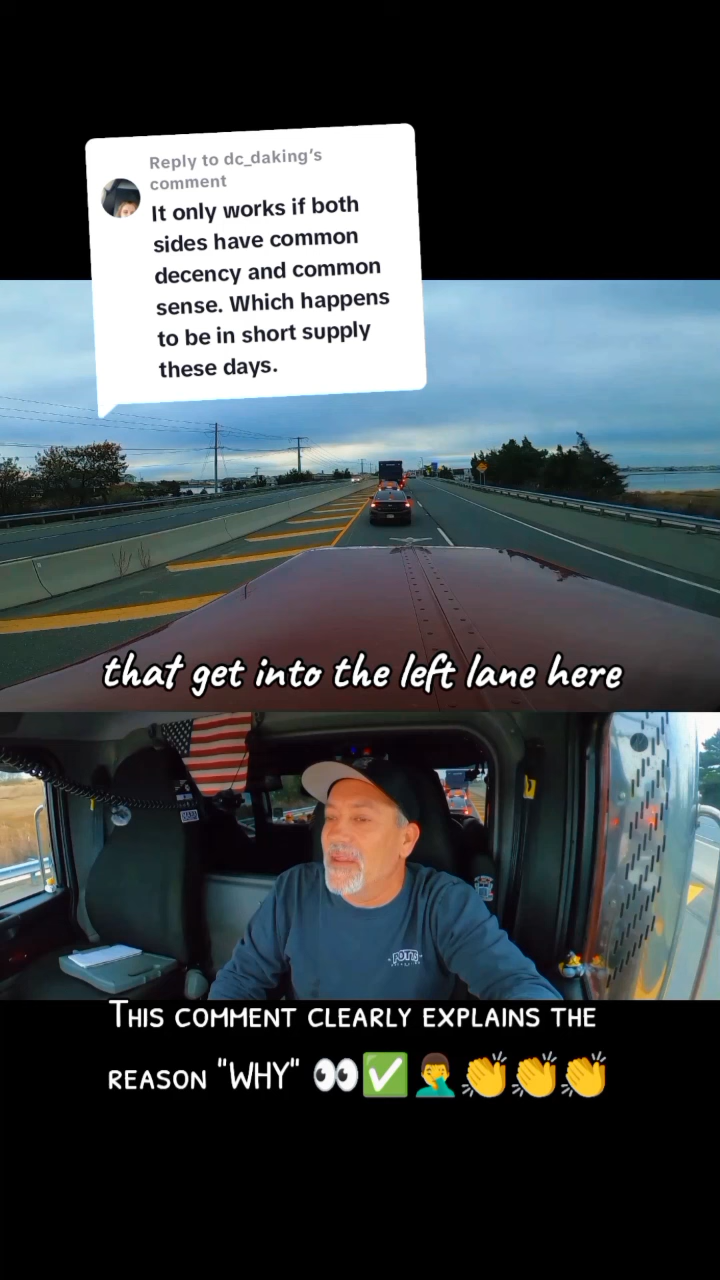 Reply to dc_daking's
comment
It only works if both
sides have common
decency and common
sense. Which happens
to be in short supply
these days.
that get into the left lane here
POTTS
This comment clearly explains the
reason "WHY" 👀✅🤦‍♂️👏👏👏